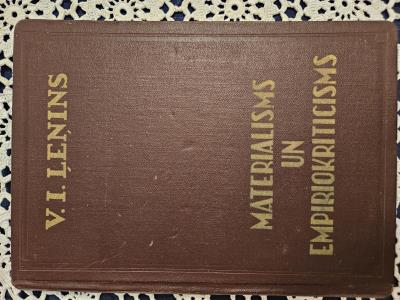 V. I. ĻEŅINS
MATERIALISMS
UN
EMPIRIOKRITICISMS